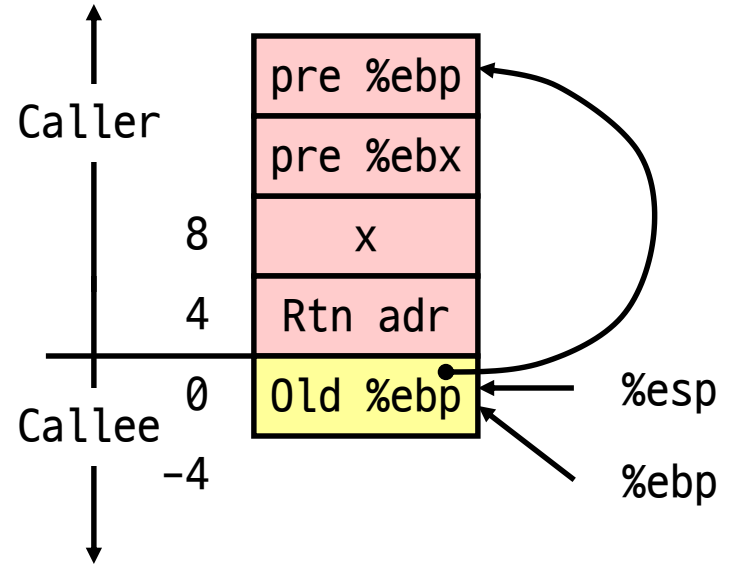 pre %ebp
Caller
pre %ebx
8
x
4
Rtn adr
0
Old %ebp
%esp
Callee
-4
%ebp